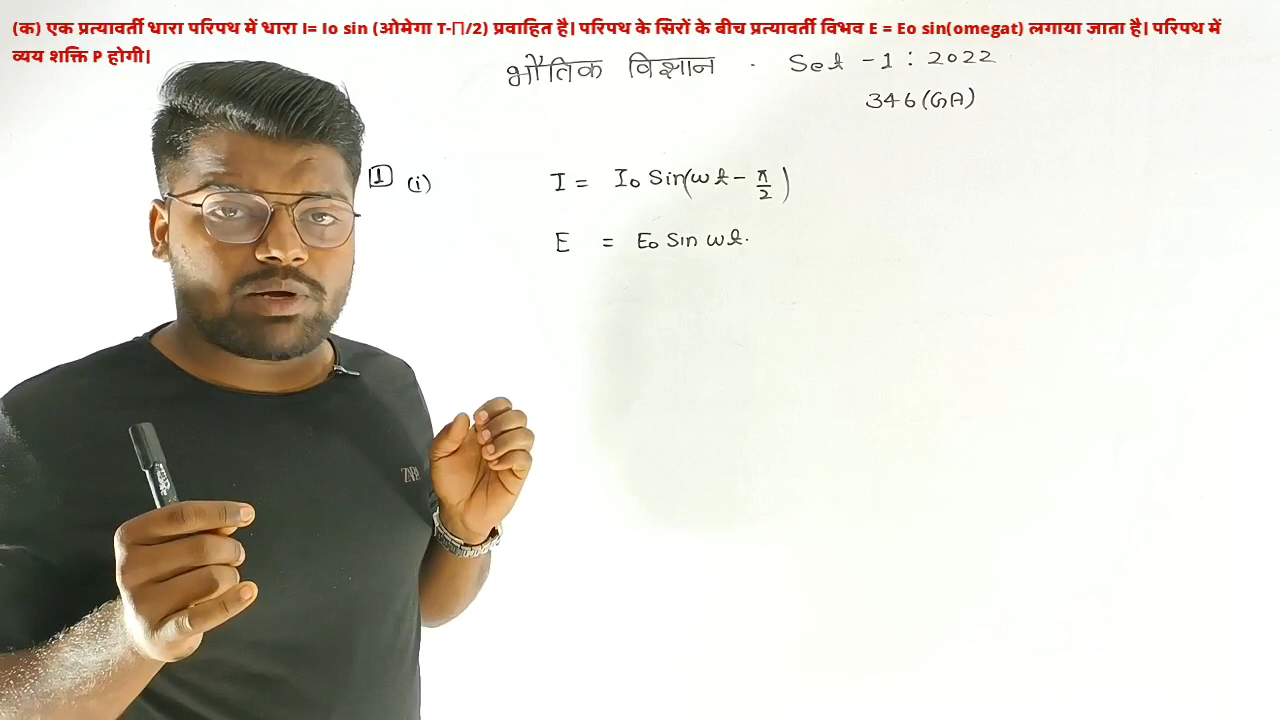 (क) एक प्रत्यावर्ती धारा परिपथ में धारा I= Io sin (ओमेगा T-∏/2) प्रवाहित है। परिपथ के सिरों के बीच प्रत्यावर्ती विभव E = Eo sin(omegat) लगाया जाता है। परिपथ में
व्यय शक्ति P होगी।
भौतिक विज्ञान . Set -1 : 2022
346 (GA)
1 (i) I = I₀ Sin(ωt - π/2)
E = E₀ Sin ωt.
ZARA